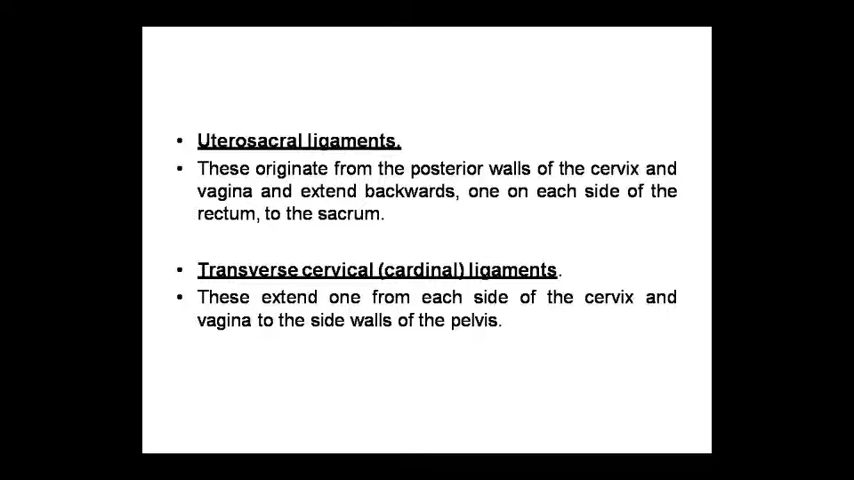 • Uterosacral ligaments.
• These originate from the posterior walls of the cervix and
vagina and extend backwards, one on each side of the
rectum, to the sacrum.
• Transverse cervical (cardinal) ligaments.
• These extend one from each side of the cervix and
vagina to the side walls of the pelvis.